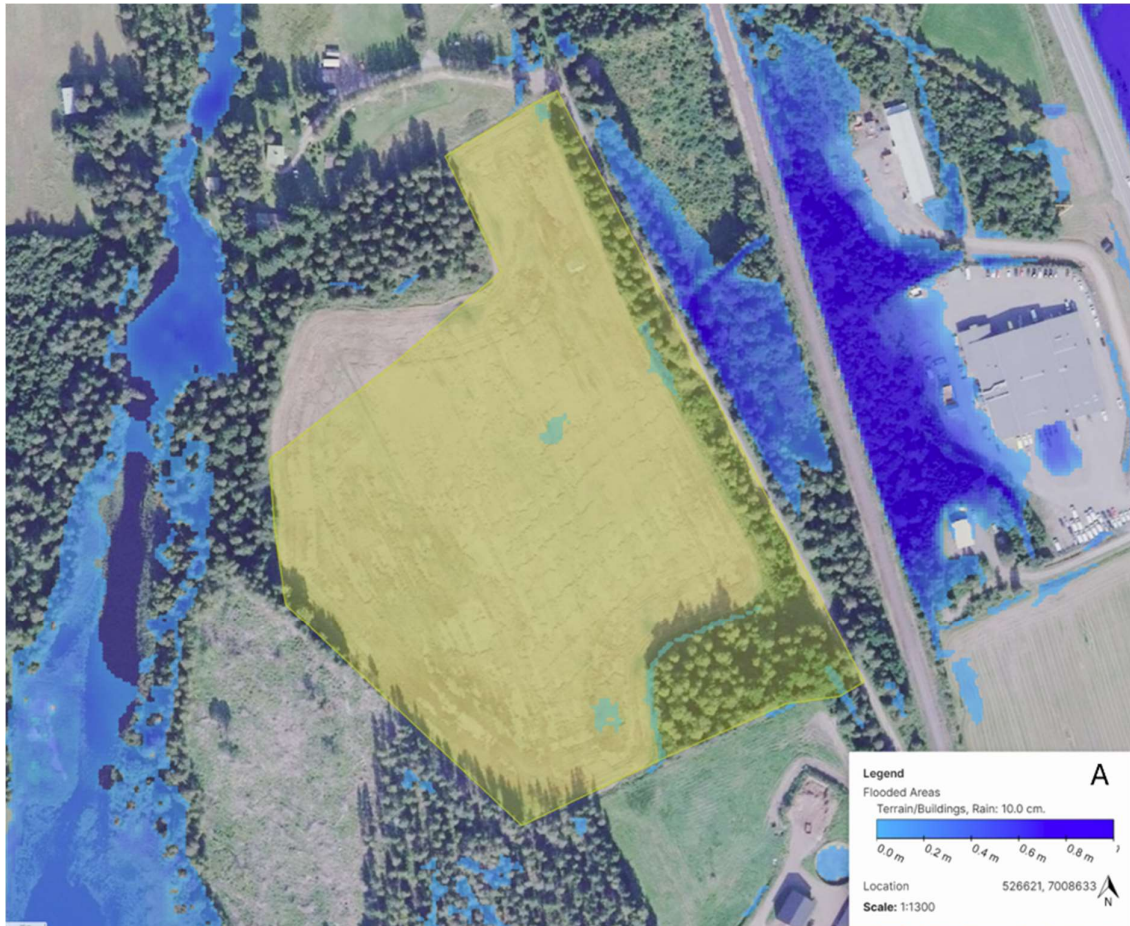 Legend
A
Flooded Areas
Terrain/Buildings, Rain: 10.0 cm.
0.0 m 0.2 m 0.4 m 0.6 m 0.8 m
Location 526621, 7008633
N
Scale: 1:1300